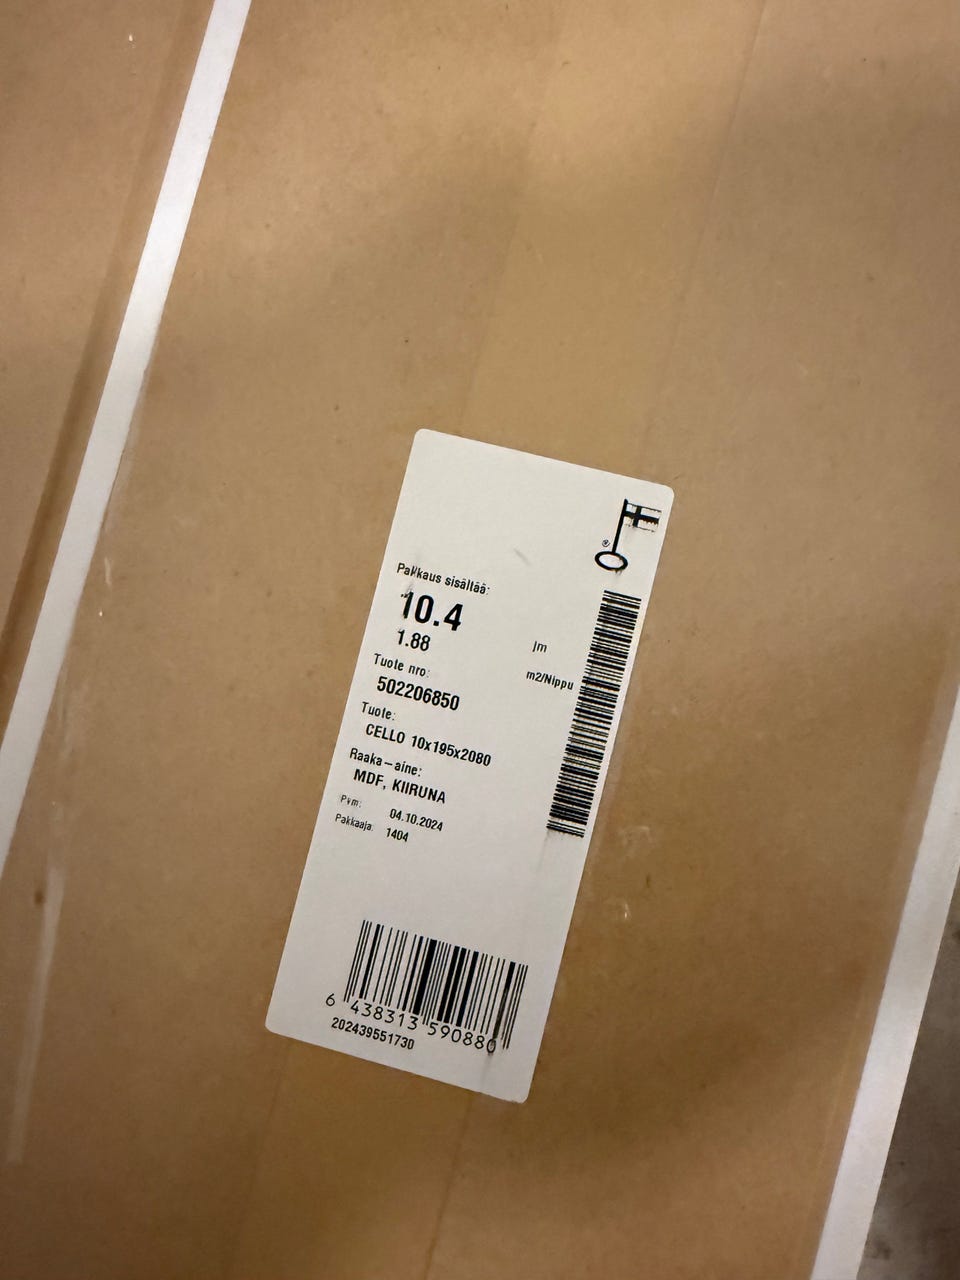 ®
Pakkaus sisältää:
10.4 jm
1.88 m2/Nippu
Tuote nro:
502206850
Tuote:
CELLO 10x195x2080
Raaka-aine:
MDF, KIIRUNA
Pvm: 04.10.2024
Pakkaaja: 1404
6 438313 590880
202439551730